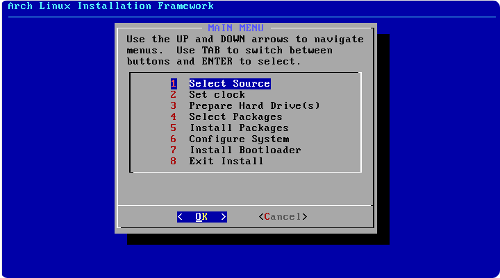 Arch Linux Installation Framework
MAIN MENU
Use the UP and DOWN arrows to navigate
menus. Use TAB to switch between
buttons and ENTER to select.
1 Select Source
2 Set clock
3 Prepare Hard Drive(s)
4 Select Packages
5 Install Packages
6 Configure System
7 Install Bootloader
8 Exit Install
< OK > <Cancel>